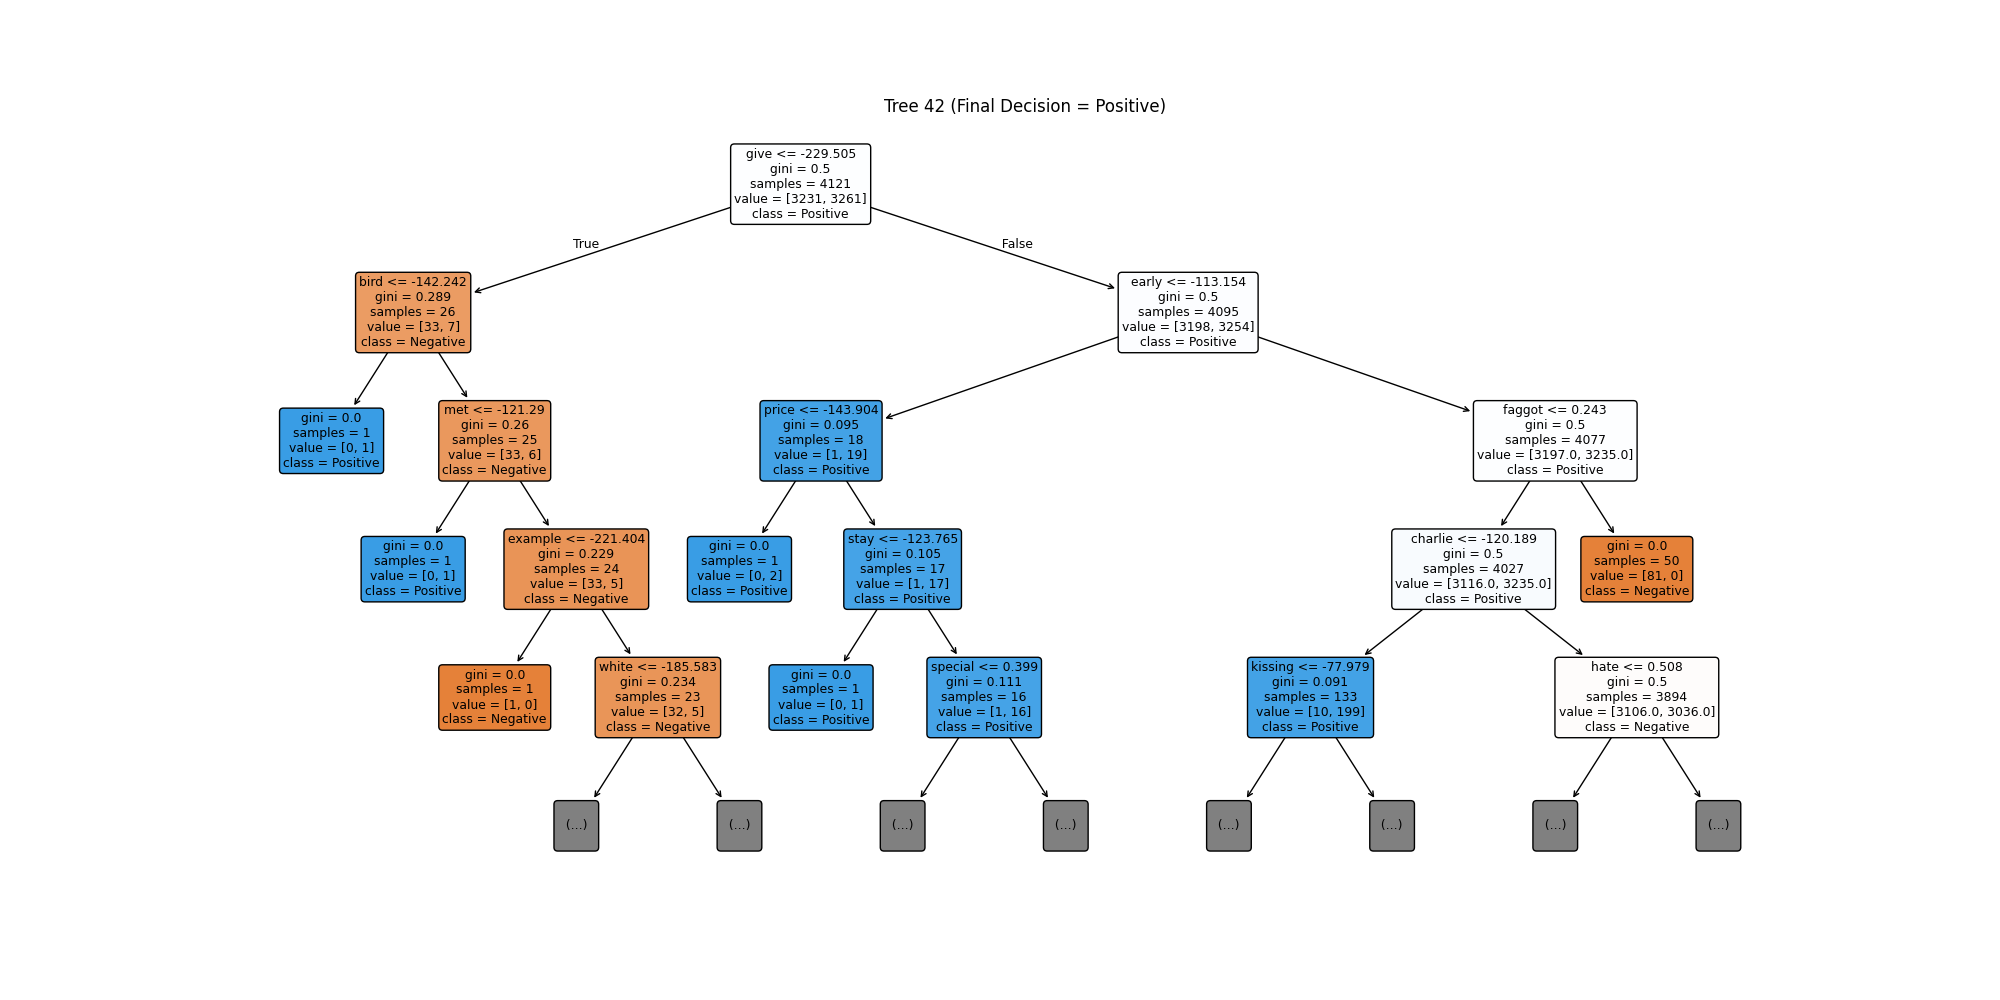 Tree 42 (Final Decision = Positive)
give <= -229.505
gini = 0.5
samples = 4121
value = [3231, 3261]
class = Positive
True
False
bird <= -142.242
gini = 0.289
samples = 26
value = [33, 7]
class = Negative
early <= -113.154
gini = 0.5
samples = 4095
value = [3198, 3254]
class = Positive
gini = 0.0
samples = 1
value = [0, 1]
class = Positive
met <= -121.29
gini = 0.26
samples = 25
value = [33, 6]
class = Negative
price <= -143.904
gini = 0.095
samples = 18
value = [1, 19]
class = Positive
faggot <= 0.243
gini = 0.5
samples = 4077
value = [3197.0, 3235.0]
class = Positive
gini = 0.0
samples = 1
value = [0, 1]
class = Positive
example <= -221.404
gini = 0.229
samples = 24
value = [33, 5]
class = Negative
gini = 0.0
samples = 1
value = [0, 2]
class = Positive
stay <= -123.765
gini = 0.105
samples = 17
value = [1, 17]
class = Positive
charlie <= -120.189
gini = 0.5
samples = 4027
value = [3116.0, 3235.0]
class = Positive
gini = 0.0
samples = 50
value = [81, 0]
class = Negative
gini = 0.0
samples = 1
value = [1, 0]
class = Negative
white <= -185.583
gini = 0.234
samples = 23
value = [32, 5]
class = Negative
gini = 0.0
samples = 1
value = [0, 1]
class = Positive
special <= 0.399
gini = 0.111
samples = 16
value = [1, 16]
class = Positive
kissing <= -77.979
gini = 0.091
samples = 133
value = [10, 199]
class = Positive
hate <= 0.508
gini = 0.5
samples = 3894
value = [3106.0, 3036.0]
class = Negative
(...)
(...)
(...)
(...)
(...)
(...)
(...)
(...)